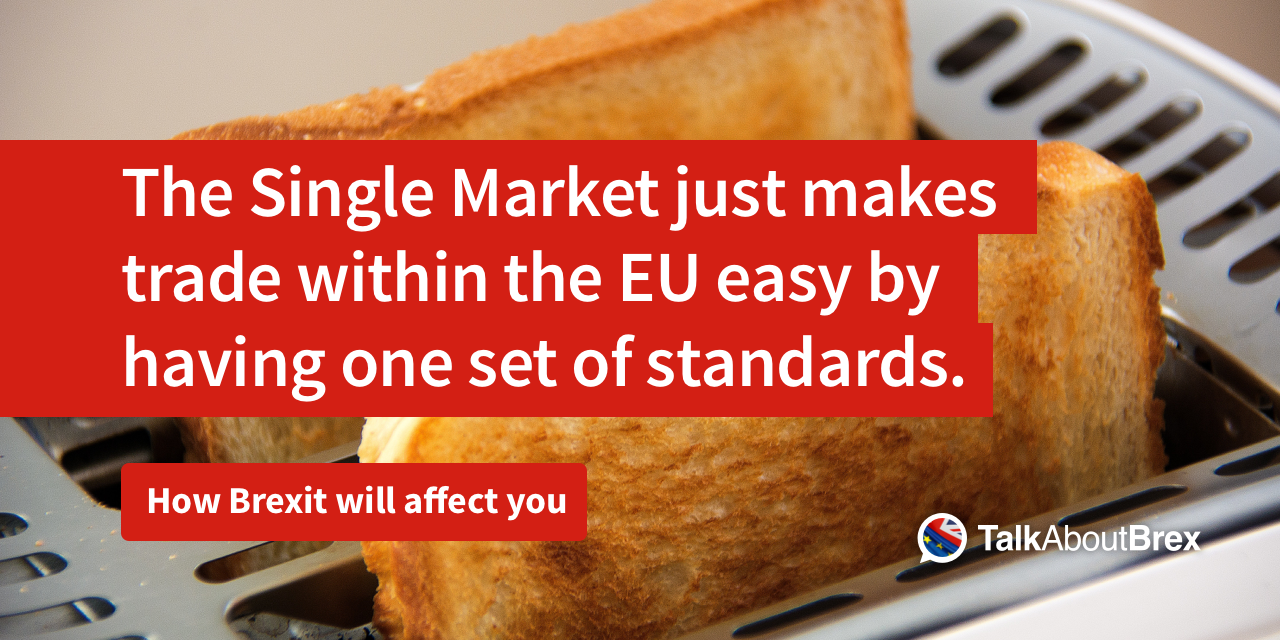 The Single Market just makes
trade within the EU easy by
having one set of standards.
How Brexit will affect you
TalkAboutBrex